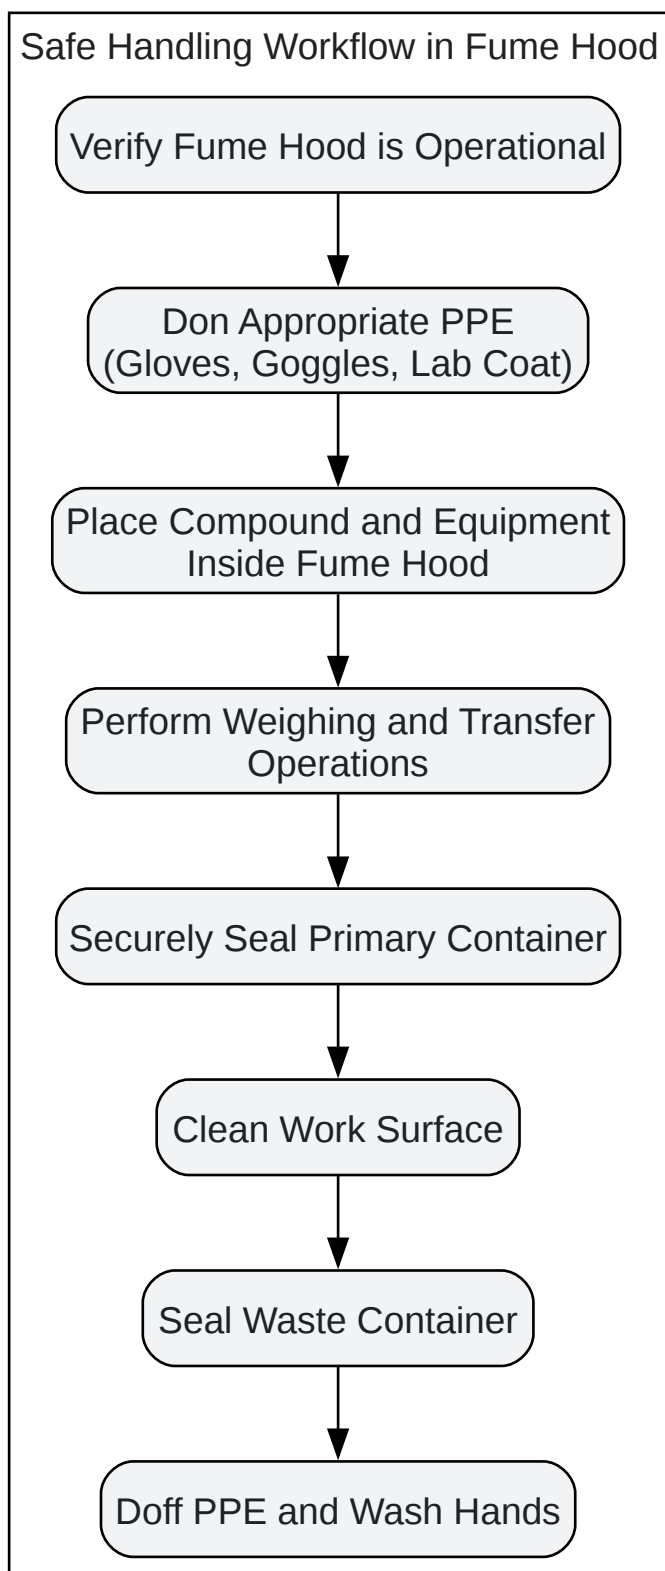 Safe Handling Workflow in Fume Hood
Verify Fume Hood is Operational
Don Appropriate PPE
(Gloves, Goggles, Lab Coat)
Place Compound and Equipment
Inside Fume Hood
Perform Weighing and Transfer
Operations
Securely Seal Primary Container
Clean Work Surface
Seal Waste Container
Doff PPE and Wash Hands